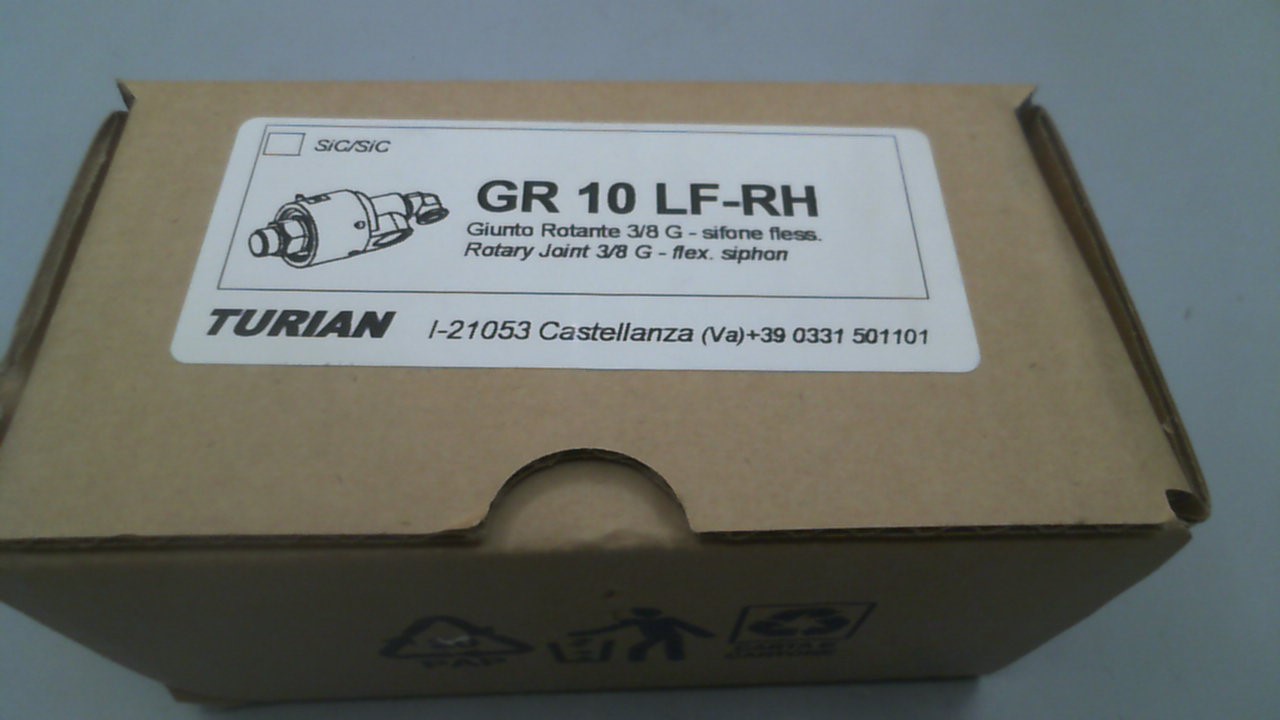 SiC/SiC
GR 10 LF-RH
Giunto Rotante 3/8 G - sifone fless.
Rotary Joint 3/8 G - flex. siphon
TURIAN I-21053 Castellanza (Va)+39 0331 501101
PAP